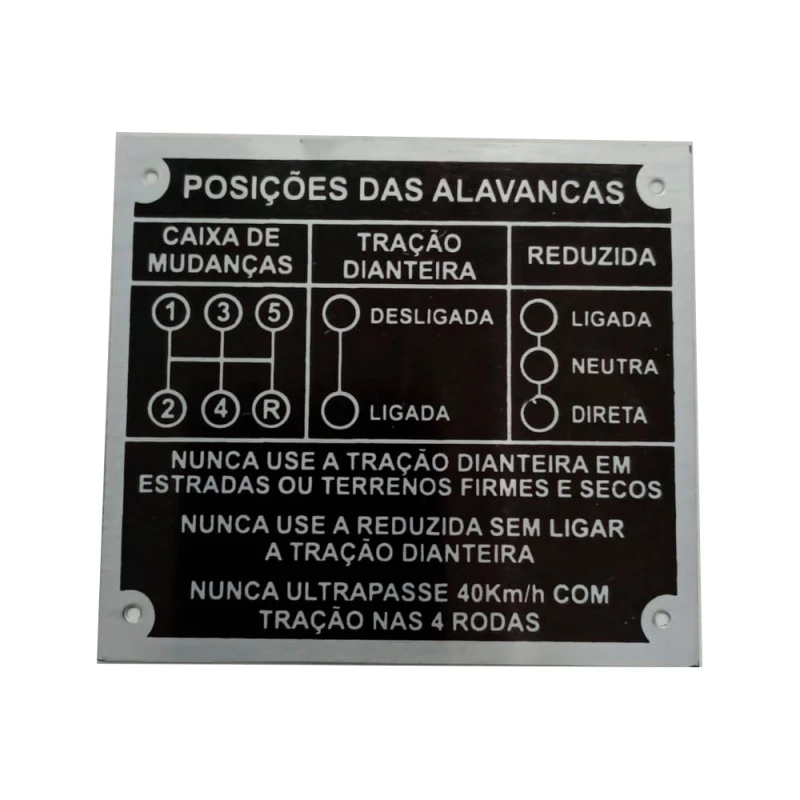 POSIÇÕES DAS ALAVANCAS
CAIXA DE
MUDANÇAS
1 3 5
2 4 R
TRAÇÃO
DIANTEIRA
DESLIGADA
LIGADA
REDUZIDA
LIGADA
NEUTRA
DIRETA
NUNCA USE A TRAÇÃO DIANTEIRA EM
ESTRADAS OU TERRENOS FIRMES E SECOS
NUNCA USE A REDUZIDA SEM LIGAR
A TRAÇÃO DIANTEIRA
NUNCA ULTRAPASSE 40Km/h COM
TRAÇÃO NAS 4 RODAS